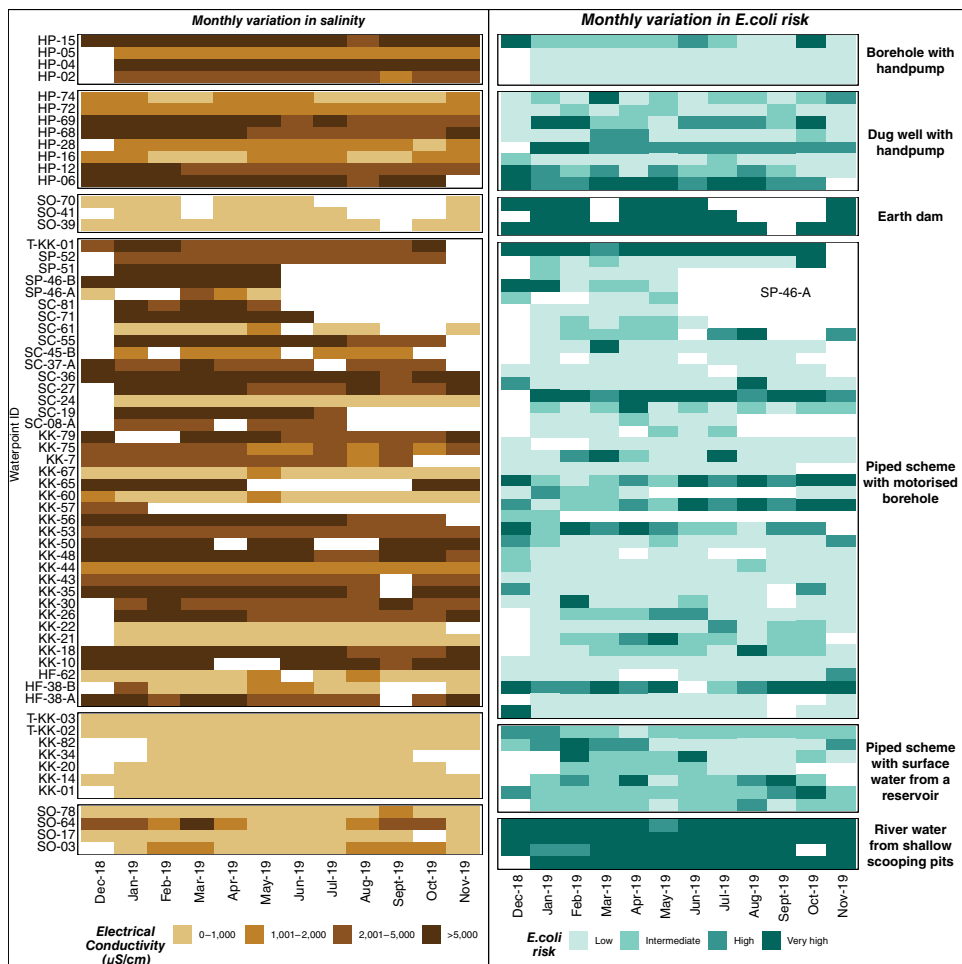 Monthly variation in salinity
HP-15
HP-05
HP-04
HP-02
HP-74
HP-72
HP-69
HP-68
HP-28
HP-16
HP-12
HP-06
SO-70
SO-41
SO-39
T-KK-01
SP-52
SP-51
SP-46-B
SP-46-A
SC-81
SC-71
SC-61
SC-55
SC-45-B
SC-37-A
SC-36
SC-27
SC-24
SC-19
SC-08-A
KK-79
KK-75
KK-7
KK-67
KK-65
KK-60
KK-57
KK-56
KK-53
KK-50
KK-48
KK-44
KK-43
KK-35
KK-30
KK-26
KK-22
KK-21
KK-18
KK-10
HF-62
HF-38-B
HF-38-A
T-KK-03
T-KK-02
KK-82
KK-34
KK-20
KK-14
KK-01
SO-78
SO-64
SO-17
SO-03
Waterpoint ID
Dec-18
Jan-19
Feb-19
Mar-19
Apr-19
May-19
Jun-19
Jul-19
Aug-19
Sept-19
Oct-19
Nov-19
Electrical
Conductivity
(µS/cm)
0–1,000
1,001–2,000
2,001–5,000
>5,000
Monthly variation in E.coli risk
SP-46-A
Borehole with
handpump
Dug well with
handpump
Earth dam
Piped scheme
with motorised
borehole
Piped scheme
with surface
water from a
reservoir
River water
from shallow
scooping pits
Dec-18
Jan-19
Feb-19
Mar-19
Apr-19
May-19
Jun-19
Jul-19
Aug-19
Sept-19
Oct-19
Nov-19
E.coli
risk
Low
Intermediate
High
Very high